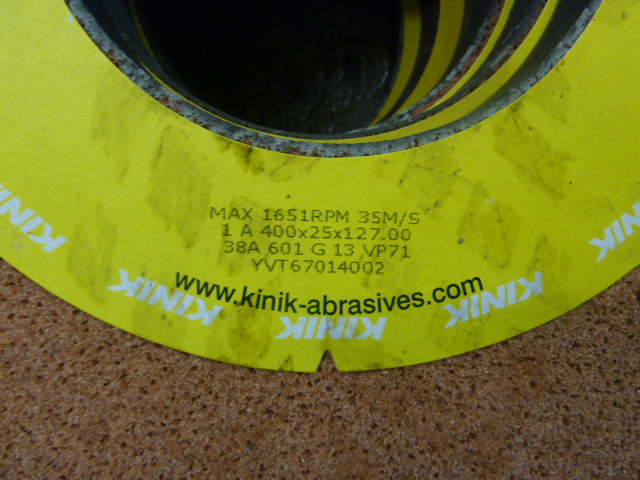 MAX 1651RPM 35M/S
1 A 400x25x127.00
38A 601 G 13 VP71
YVT67014002
www.kinik-abrasives.com
KINIK
KINIK
KINIK
KINIK
KINIK